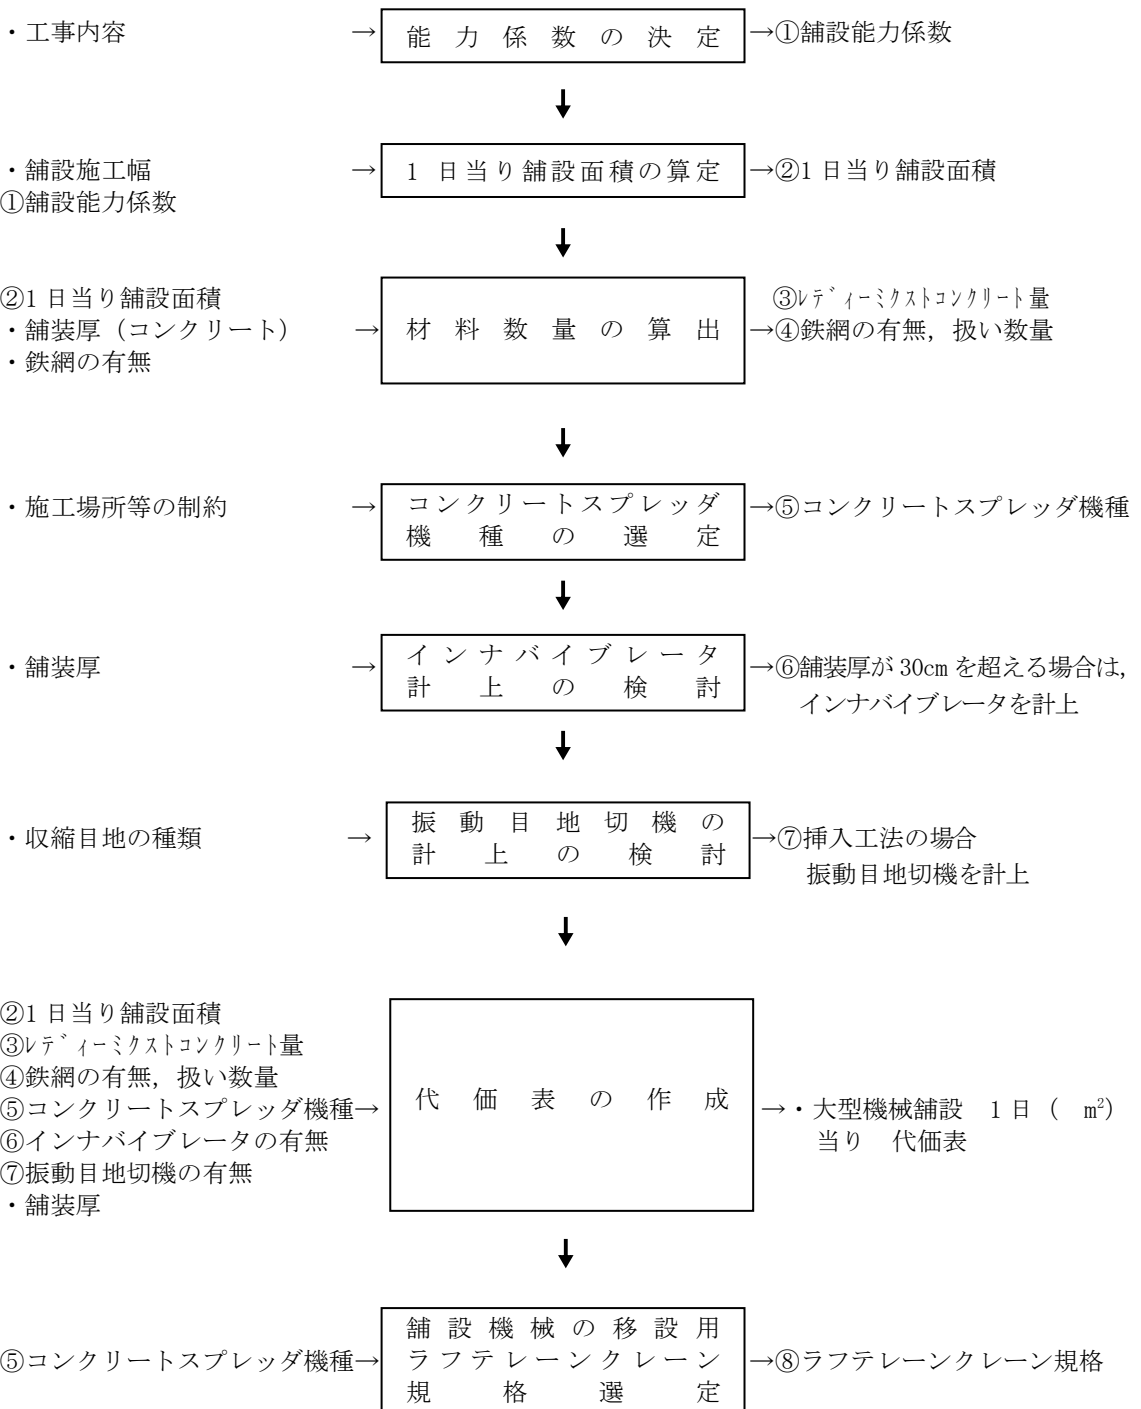 ・工事内容 → 能力係数の決定 →①舗設能力係数
↓
・舗設施工幅 → 1日当り舗設面積の算定 →②1日当り舗設面積
①舗設能力係数
↓
②1日当り舗設面積 ③ﾚﾃﾞｨｰﾐｸｽﾄｺﾝｸﾘｰﾄ量
・舗装厚（コンクリート） → 材料数量の算出 →④鉄網の有無，扱い数量
・鉄網の有無
↓
・施工場所等の制約 → コンクリートスプレッダ →⑤コンクリートスプレッダ機種
機種の選定
↓
・舗装厚 → インナバイブレータ →⑥舗装厚が30cmを超える場合は，
計上の検討 インナバイブレータを計上
↓
・収縮目地の種類 → 振動目地切機の →⑦挿入工法の場合
計上の検討 振動目地切機を計上
↓
②1日当り舗設面積
③ﾚﾃﾞｨｰﾐｸｽﾄｺﾝｸﾘｰﾄ量
④鉄網の有無，扱い数量
⑤コンクリートスプレッダ機種→ 代価表の作成 →・大型機械舗設　1日（　m²）
⑥インナバイブレータの有無 当り　代価表
⑦振動目地切機の有無
・舗装厚
↓
舗設機械の移設用
⑤コンクリートスプレッダ機種→ ラフテレーンクレーン →⑧ラフテレーンクレーン規格
規格選定